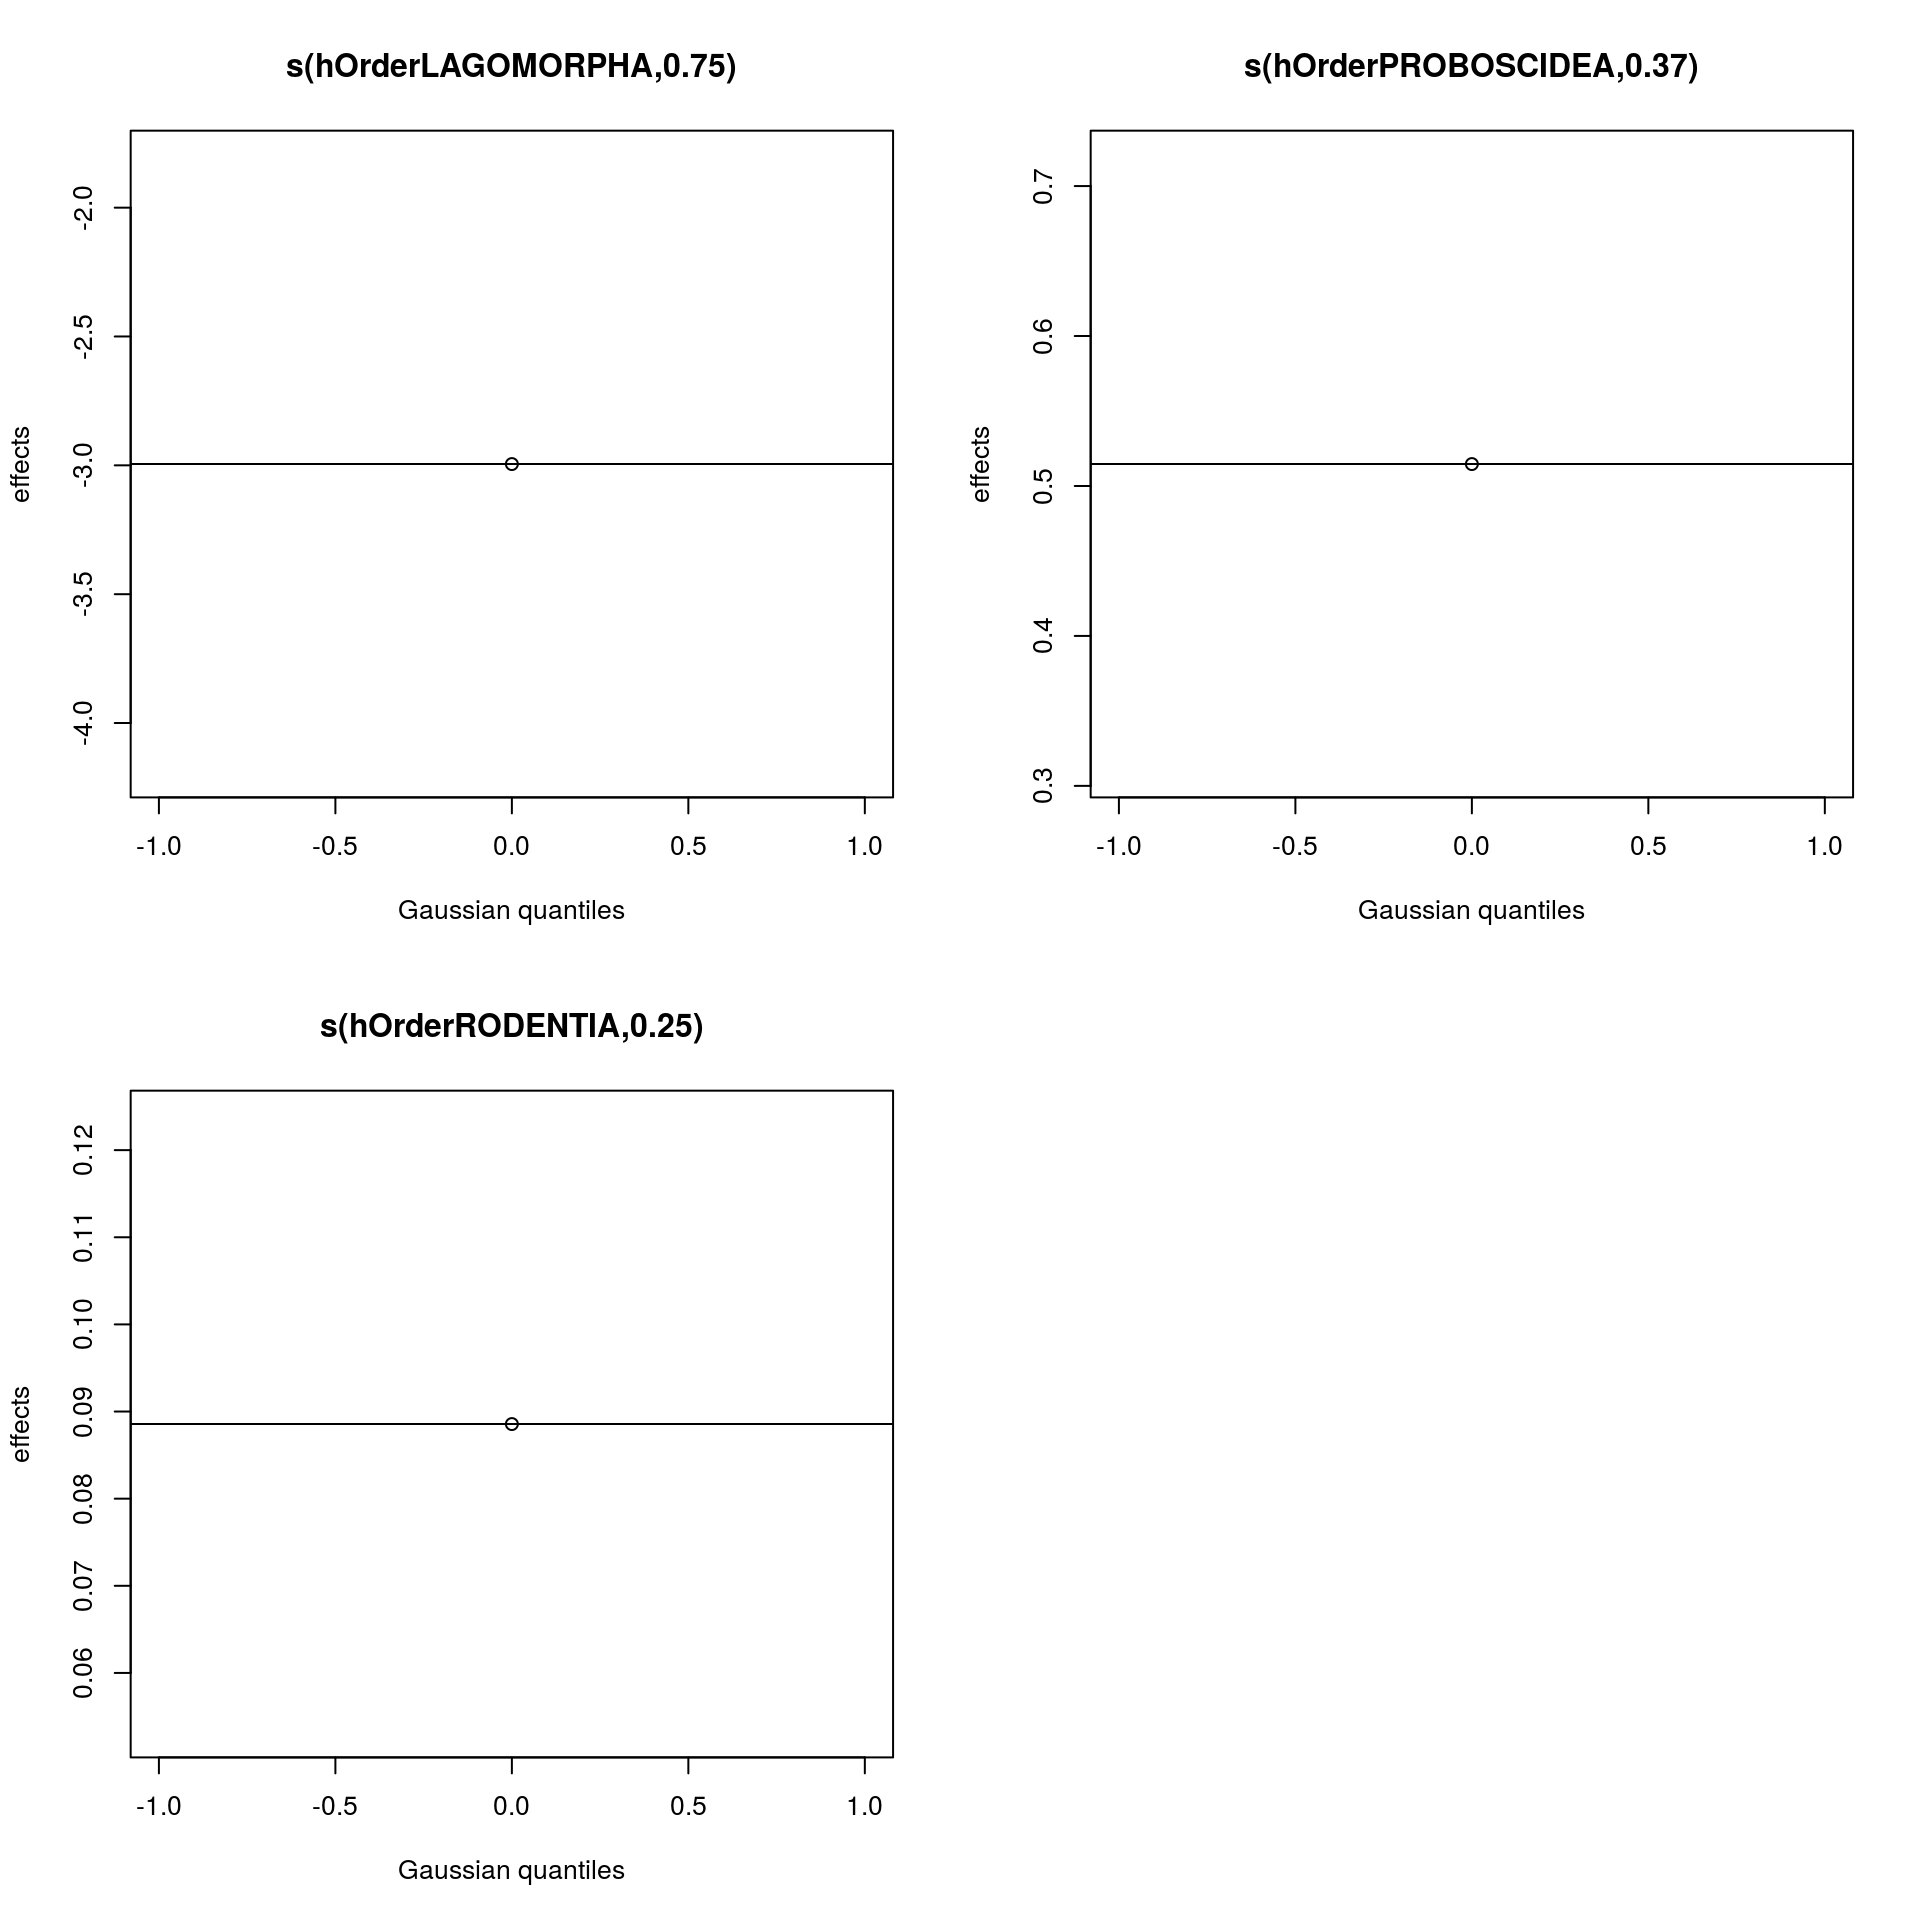 s(hOrderLAGOMORPHA,0.75)
effects
-2.0
-2.5
-3.0
-3.5
-4.0
-1.0 -0.5 0.0 0.5 1.0
Gaussian quantiles
s(hOrderPROBOSCIDEA,0.37)
effects
0.7
0.6
0.5
0.4
0.3
-1.0 -0.5 0.0 0.5 1.0
Gaussian quantiles
s(hOrderRODENTIA,0.25)
effects
0.12
0.11
0.10
0.09
0.08
0.07
0.06
-1.0 -0.5 0.0 0.5 1.0
Gaussian quantiles